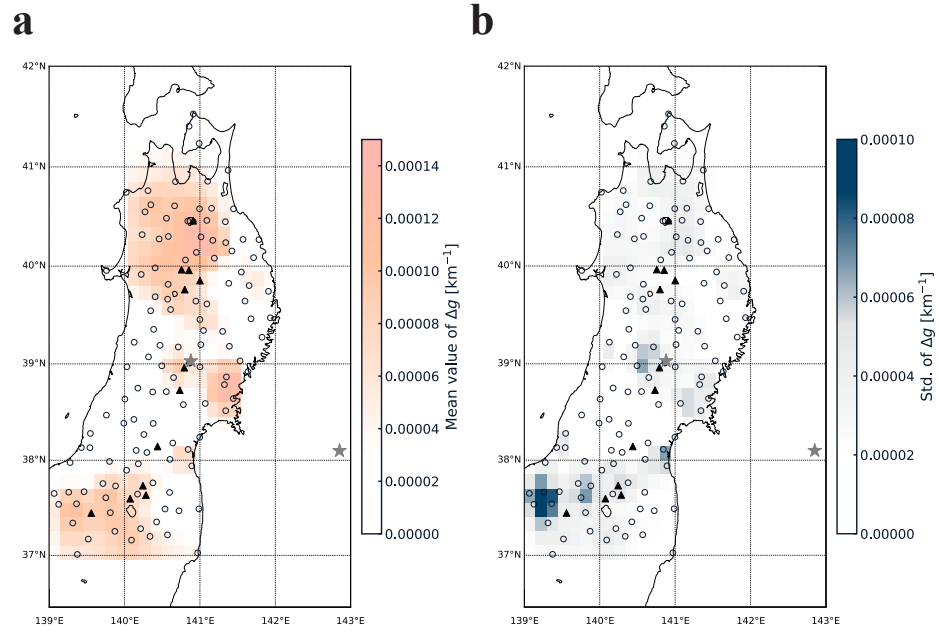 a
b
42°N
41°N
40°N
39°N
38°N
37°N
139°E
140°E
141°E
142°E
143°E
0.00014
0.00012
0.00010
0.00008
0.00006
0.00004
0.00002
0.00000
Mean value of Δg [km⁻¹]
42°N
41°N
40°N
39°N
38°N
37°N
139°E
140°E
141°E
142°E
143°E
0.00010
0.00008
0.00006
0.00004
0.00002
0.00000
Std. of Δg [km⁻¹]